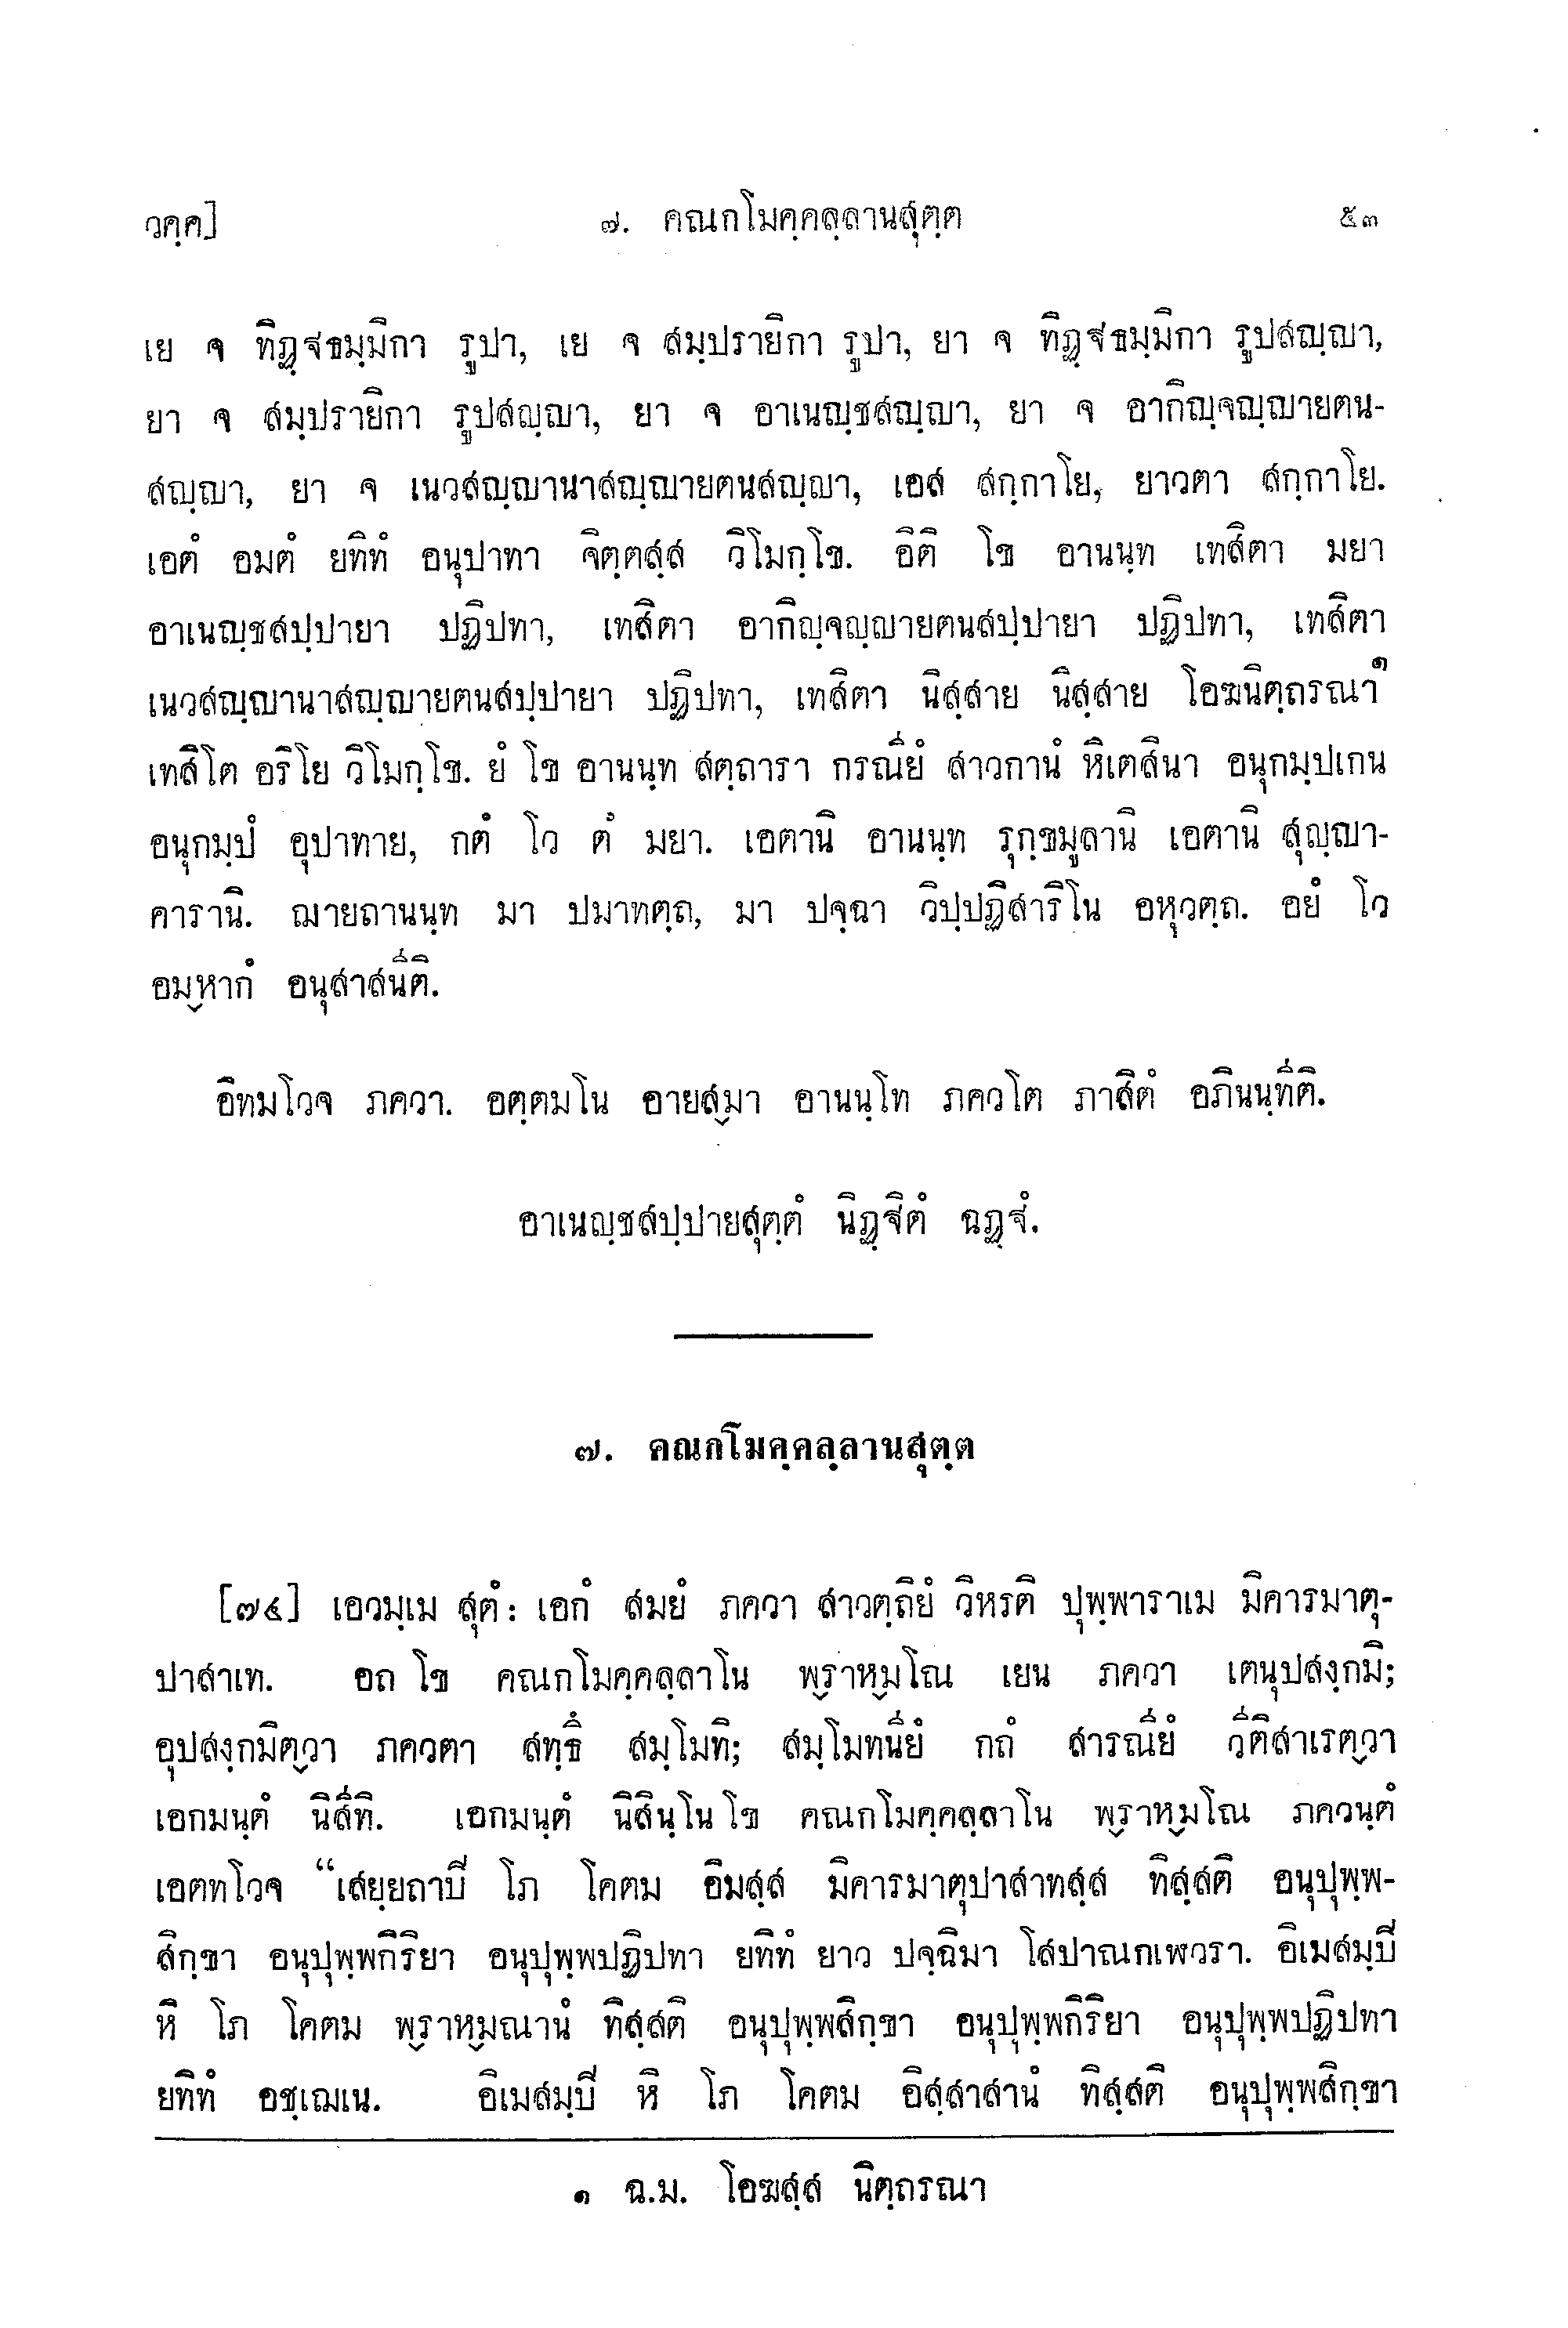 วคฺค]
๗. คณกโมคฺคลฺลานสุตฺต
๕๓
เย จ ทิฏฺฐธมฺมิกา รูปา, เย จ สมฺปรายิกา รูปา, ยา จ ทิฏฺฐธมฺมิกา รูปสญฺญา,
ยา จ สมฺปรายิกา รูปสญฺญา, ยา จ อาเนญฺชสญฺญา, ยา จ อากิญฺจญฺญายตน-
สญฺญา, ยา จ เนวสญฺญานาสญฺญายตนสญฺญา, เอส สกฺกาโย, ยาวตา สกฺกาโย.
เอตํ อมตํ ยทิทํ อนุปาทา จิตฺตสฺส วิโมกฺโข. อิติ โข อานนฺท เทสิตา มยา
อาเนญฺชสปฺปายา ปฏิปทา, เทสิตา อากิญฺจญฺญายตนสปฺปายา ปฏิปทา, เทสิตา
เนวสญฺญานาสญฺญายตนสปฺปายา ปฏิปทา, เทสิตา นิสฺสาย นิสฺสาย โอฆนิตฺถรณา๑
เทสิโต อริโย วิโมกฺโข. ยํ โข อานนฺท สตฺถารา กรณียํ สาวกานํ หิเตสินา อนุกมฺปเกน
อนุกมฺปํ อุปาทาย, กตํ โว ตํ มยา. เอตานิ อานนฺท รุกฺขมูลานิ เอตานิ สุญฺญา-
คารานิ. ฌายถานนฺท มา ปมาทตฺถ, มา ปจฺฉา วิปฺปฏิสาริโน อหุวตฺถ. อยํ โว
อมฺหากํ อนุสาสนีติ.
อิทมโวจ ภควา. อตฺตมโน อายสฺมา อานนฺโท ภควโต ภาสิตํ อภินนฺทีติ.
อาเนญฺชสปฺปายสุตฺตํ นิฏฺฐิตํ ฉฏฺฐํ.
๗. คณกโมคฺคลฺลานสุตฺต
[๗๔] เอวมฺเม สุตํ: เอกํ สมยํ ภควา สาวตฺถิยํ วิหรติ ปุพฺพาราเม มิคารมาตุ-
ปาสาเท. อถ โข คณกโมคฺคลฺลาโน พฺราหฺมโณ เยน ภควา เตนุปสงฺกมิ;
อุปสงฺกมิตฺวา ภควตา สทฺธึ สมฺโมทิ; สมฺโมทนียํ กถํ สารณียํ วีติสาเรตฺวา
เอกมนฺตํ นิสีทิ. เอกมนฺตํ นิสินฺโน โข คณกโมคฺคลฺลาโน พฺราหฺมโณ ภควนฺตํ
เอตทโวจ “เสยฺยถาปิ โภ โคตม อิมสฺส มิคารมาตุปาสาทสฺส ทิสฺสติ อนุปุพฺพ-
สิกฺขา อนุปุพฺพกิริยา อนุปุพฺพปฏิปทา ยทิทํ ยาว ปจฺฉิมา โสปาณกเพวรา. อิเมสมฺปิ
หิ โภ โคตม พฺราหฺมณานํ ทิสฺสติ อนุปุพฺพสิกฺขา อนุปุพฺพกิริยา อนุปุพฺพปฏิปทา
ยทิทํ อชฺเฌเน. อิเมสมฺปิ หิ โภ โคตม อิสฺสาสานํ ทิสฺสติ อนุปุพฺพสิกฺขา
๑ ฉ.ม. โอฆสฺส นิตฺถรณา